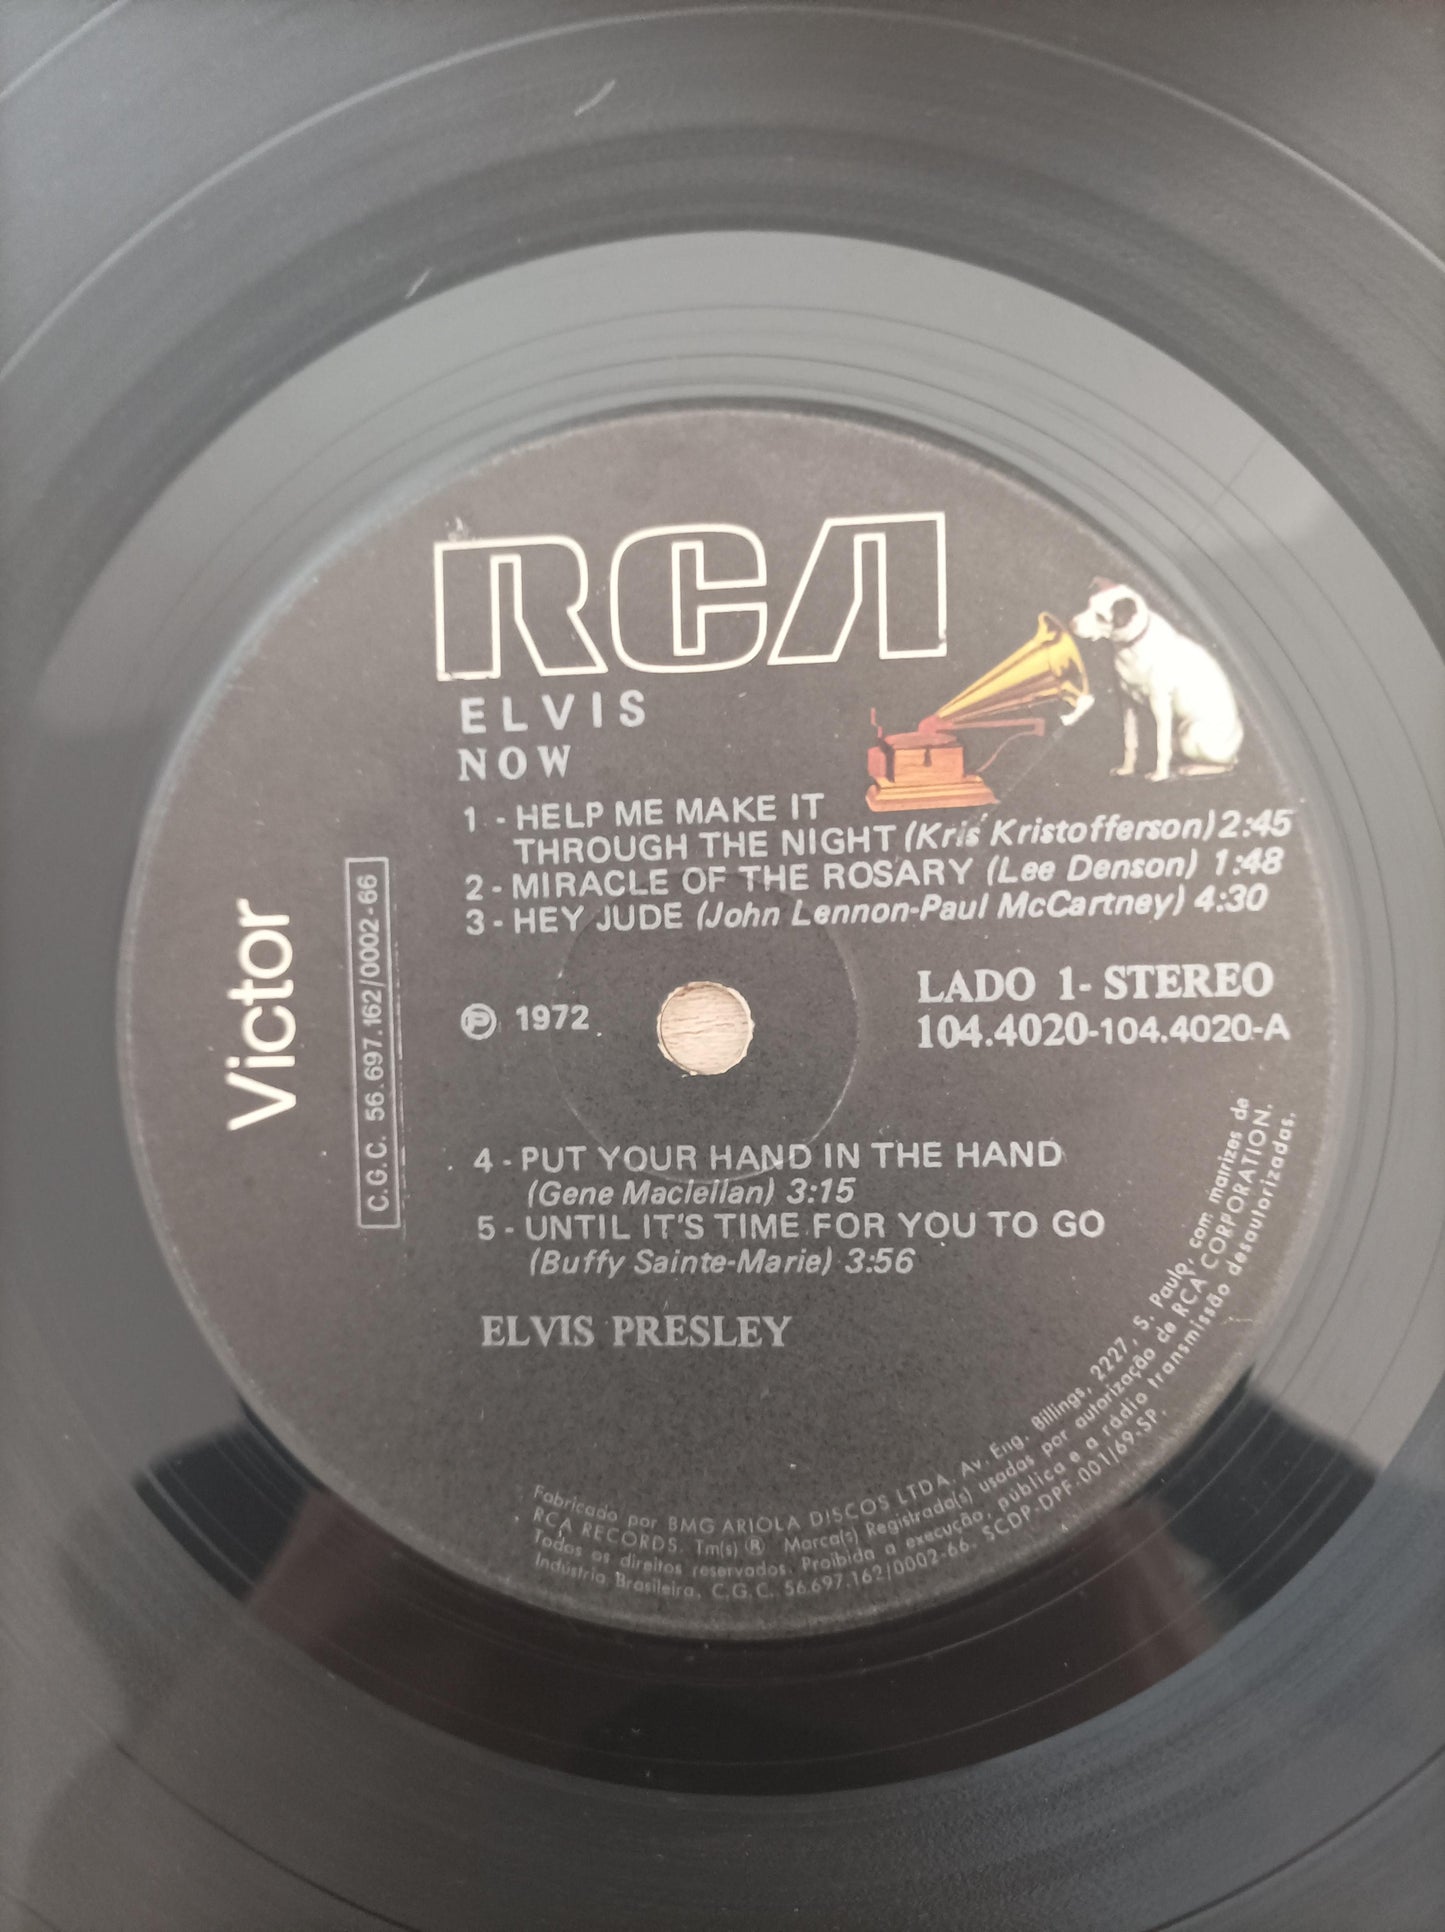 RCA
ELVIS
NOW
1 - HELP ME MAKE IT
THROUGH THE NIGHT (Kris Kristofferson) 2:45
2 - MIRACLE OF THE ROSARY (Lee Denson) 1:48
3 - HEY JUDE (John Lennon-Paul McCartney) 4:30
Victor
C.G.C. 56.697.162/0002-66
℗ 1972
LADO 1- STEREO
104.4020-104.4020-A
4 - PUT YOUR HAND IN THE HAND
(Gene Maclellan) 3:15
5 - UNTIL IT'S TIME FOR YOU TO GO
(Buffy Sainte-Marie) 3:56
ELVIS PRESLEY
Fabricado por BMG ARIOLA DISCOS LTDA. Av. Eng. Billings, 2227, S. Paulo, com matrizes de
RCA RECORDS. Tm(s) ® Marca(s) Registrada(s) usadas por autorização de RCA CORPORATION.
Todos os direitos reservados. Proibida a execução, pública e a rádio transmissão desautorizadas.
Indústria Brasileira. C.G.C. 56.697.162/0002-66. SCDP-DPF-001/69-SP.